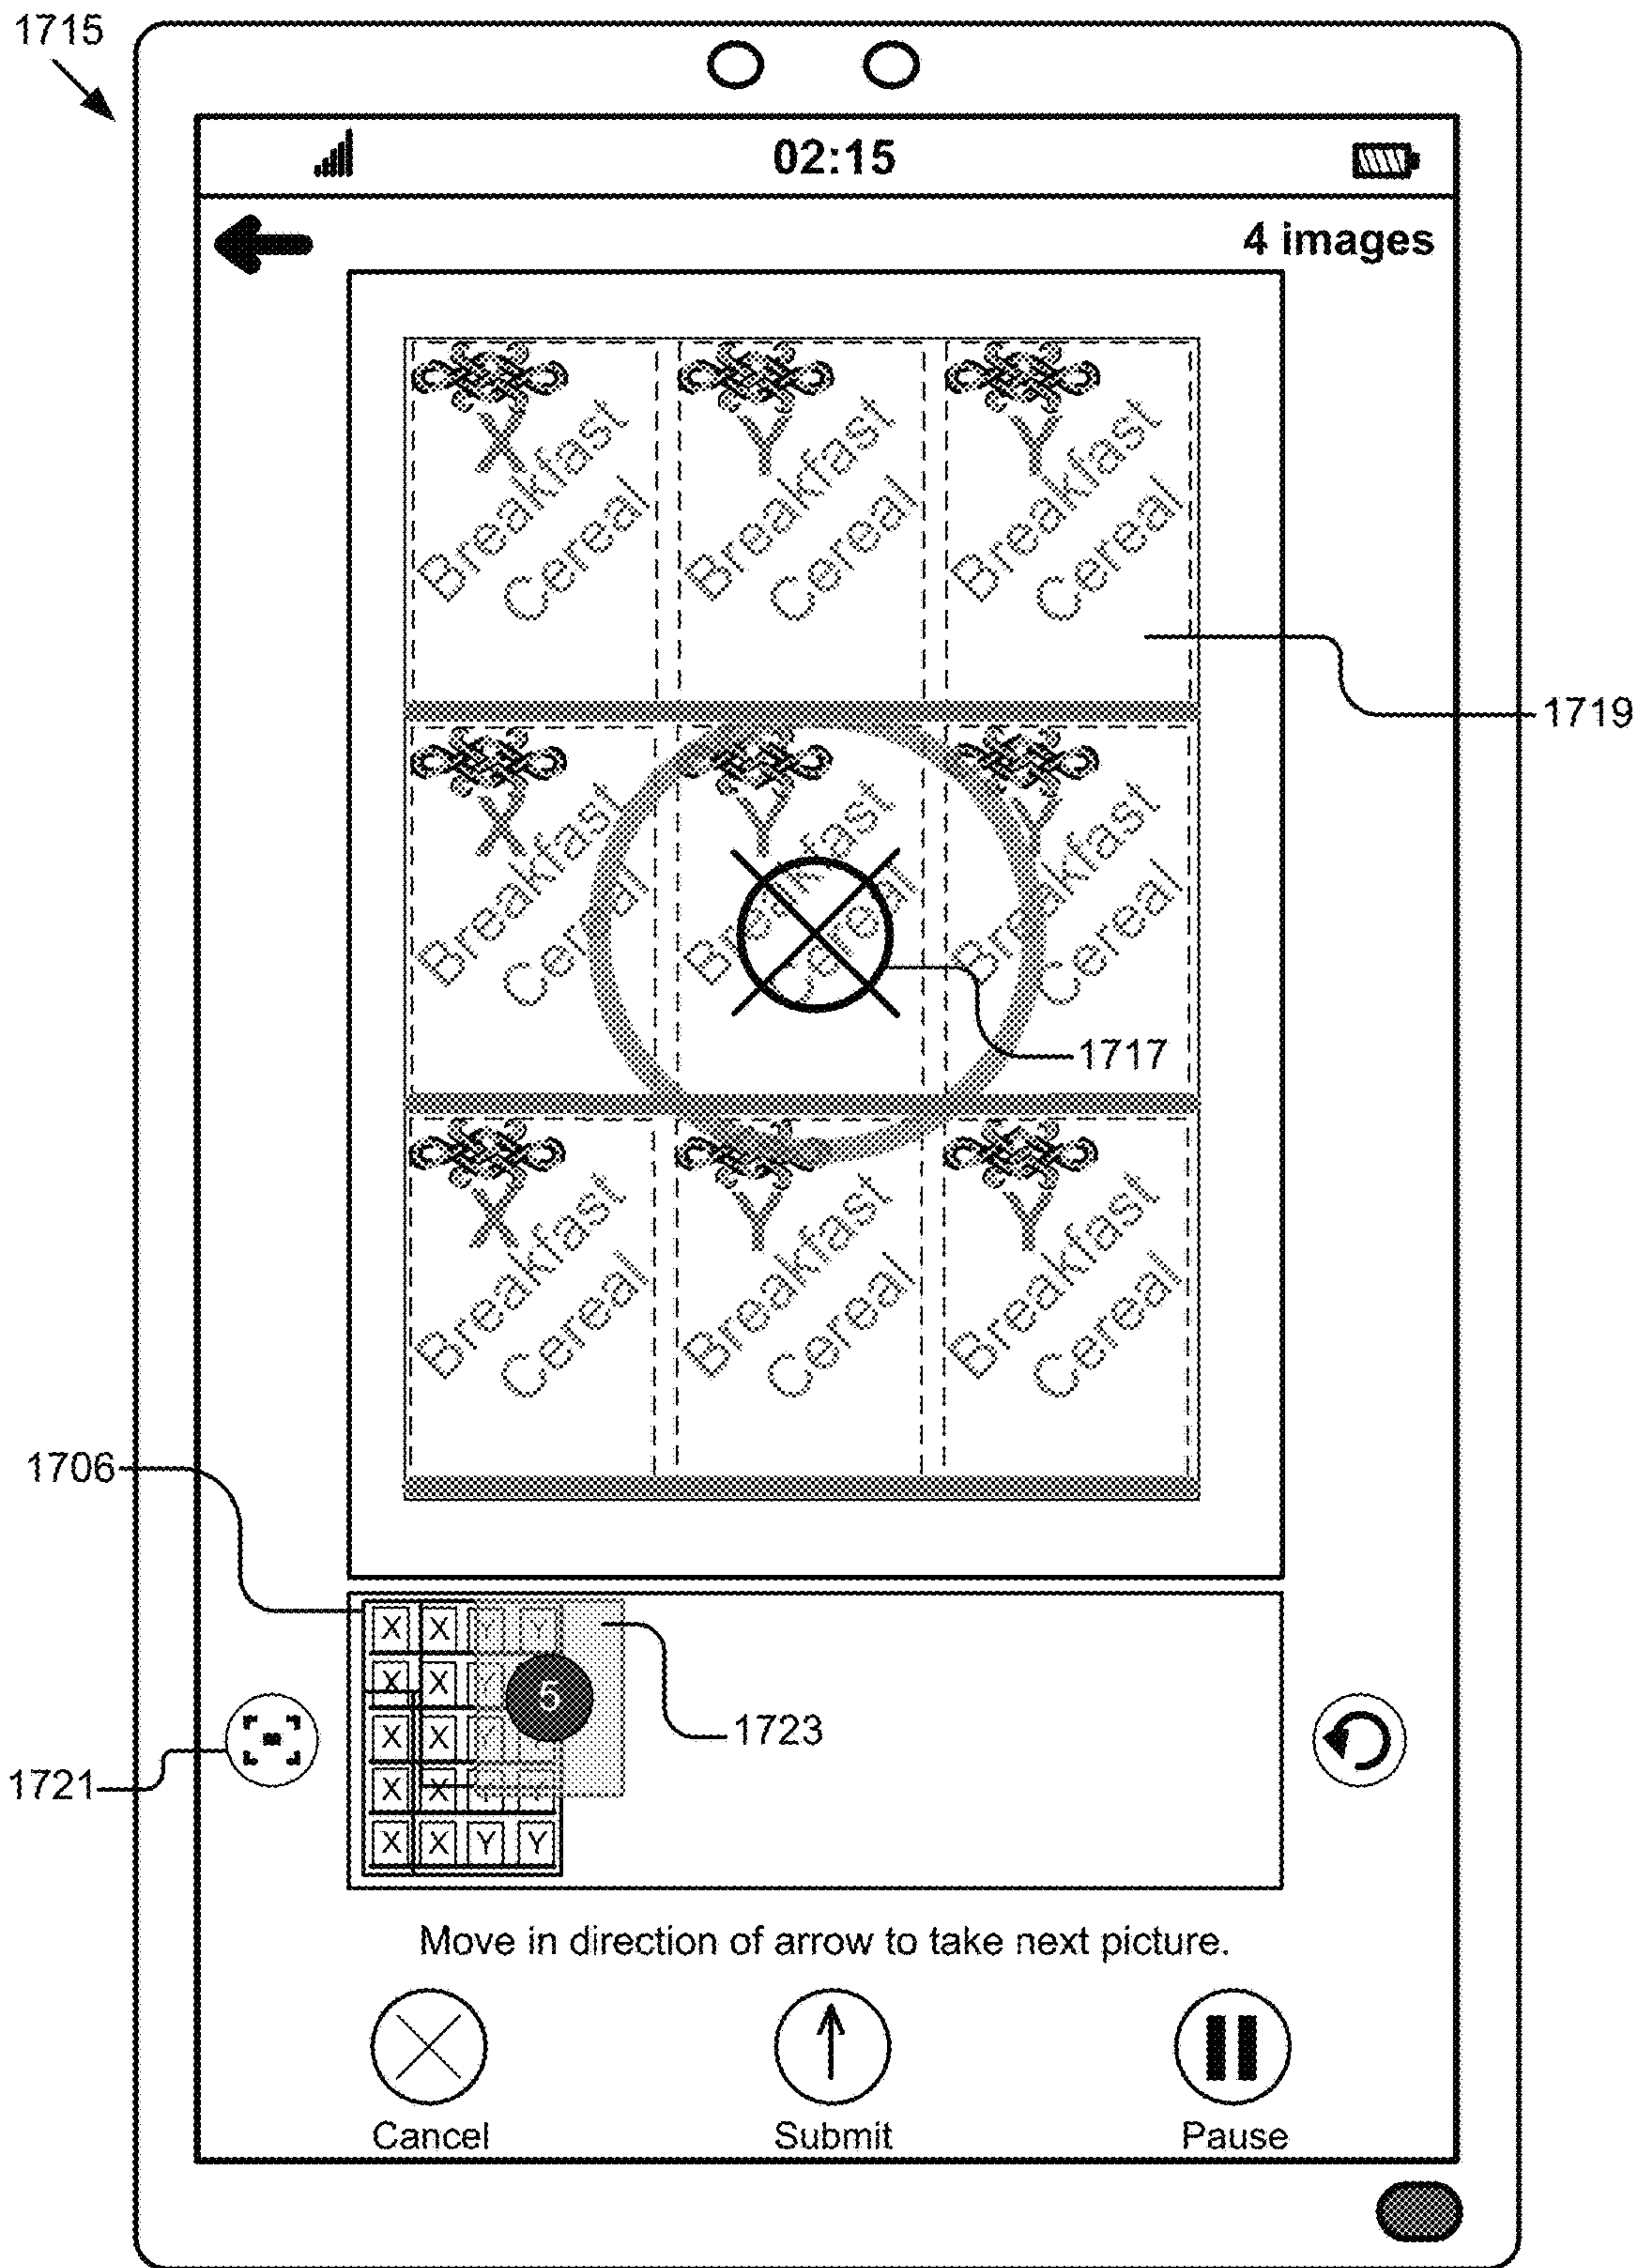 1715
02:15
4 images
X Y Y
Breakfast Cereal Breakfast Cereal Breakfast Cereal
1719
X Y Y
Breakfast Cereal Breakfast Cereal Breakfast Cereal
1717
X Y Y
Breakfast Cereal Breakfast Cereal Breakfast Cereal
1706
X X Y Y
X X Y
5
1723
X X
1721
X X
X X Y Y
Move in direction of arrow to take next picture.
Cancel Submit Pause